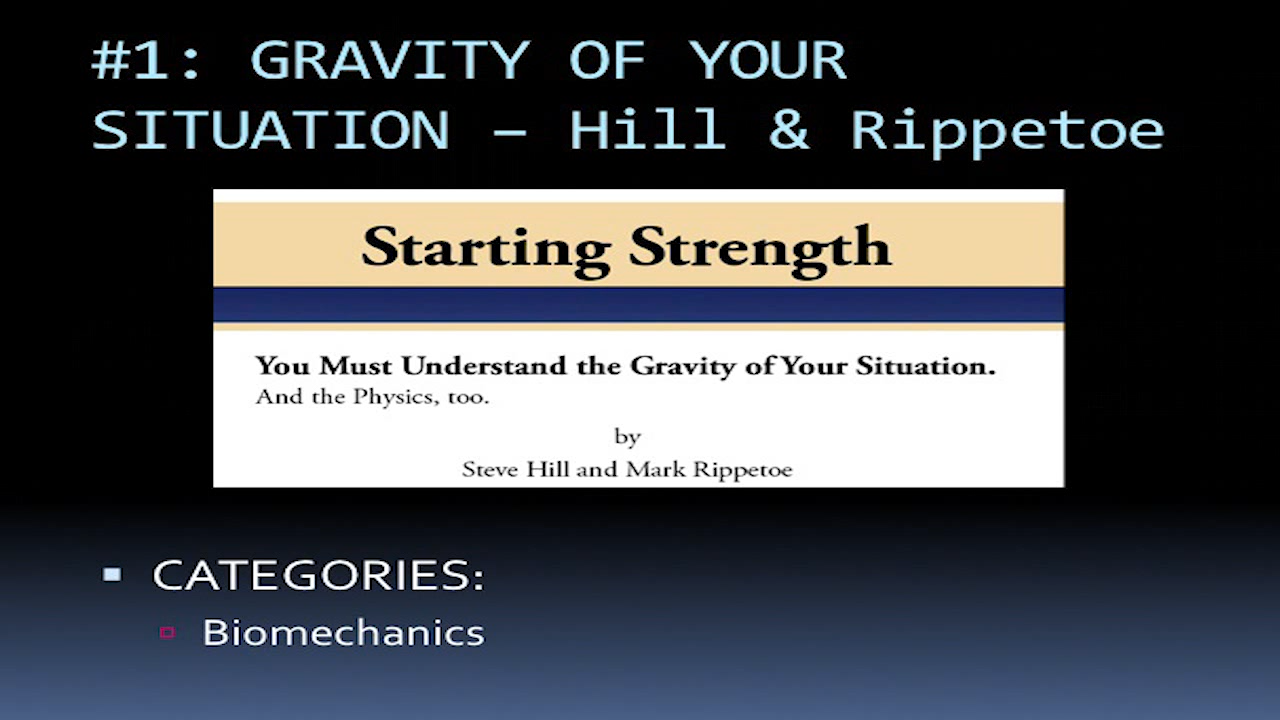 #1: GRAVITY OF YOUR
SITUATION – Hill & Rippetoe
Starting Strength
You Must Understand the Gravity of Your Situation.
And the Physics, too.
by
Steve Hill and Mark Rippetoe
CATEGORIES:
Biomechanics